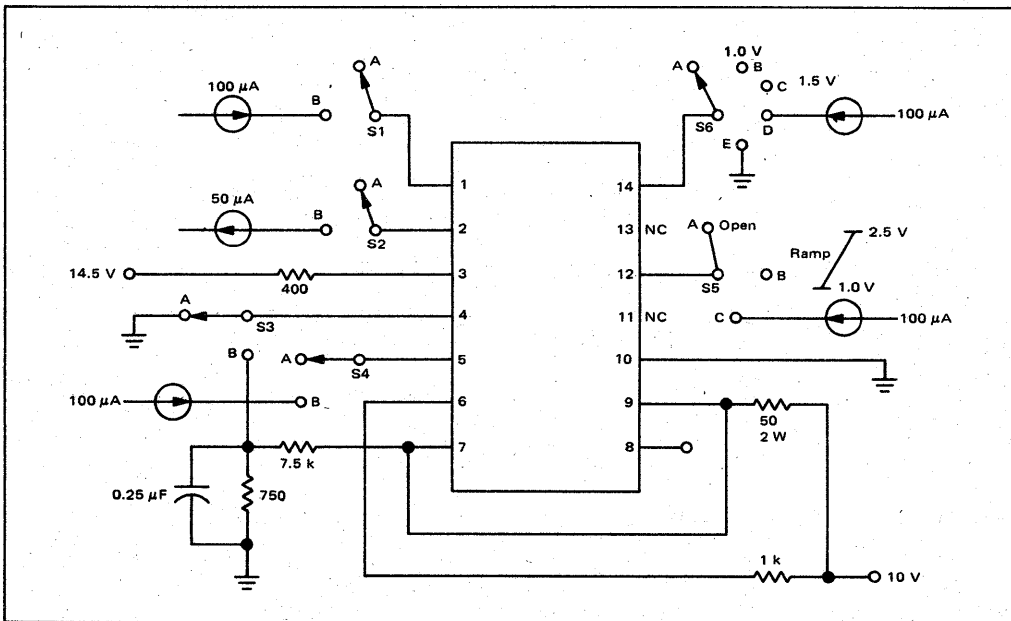 1.0 V
A
A
B
100 µA
C
1.5 V
B
100 µA
S1
S6
D
E
A
1
14
50 µA
B
A
Open
13
NC
2.5 V
S2
2
Ramp
14.5 V
3
12
B
400
S5
1.0 V
A
S3
4
11
NC
C
100 µA
B
A
S4
5
10
100 µA
B
6
9
50
2 W
7.5 k
7
8
0.25 µF
750
1 k
10 V